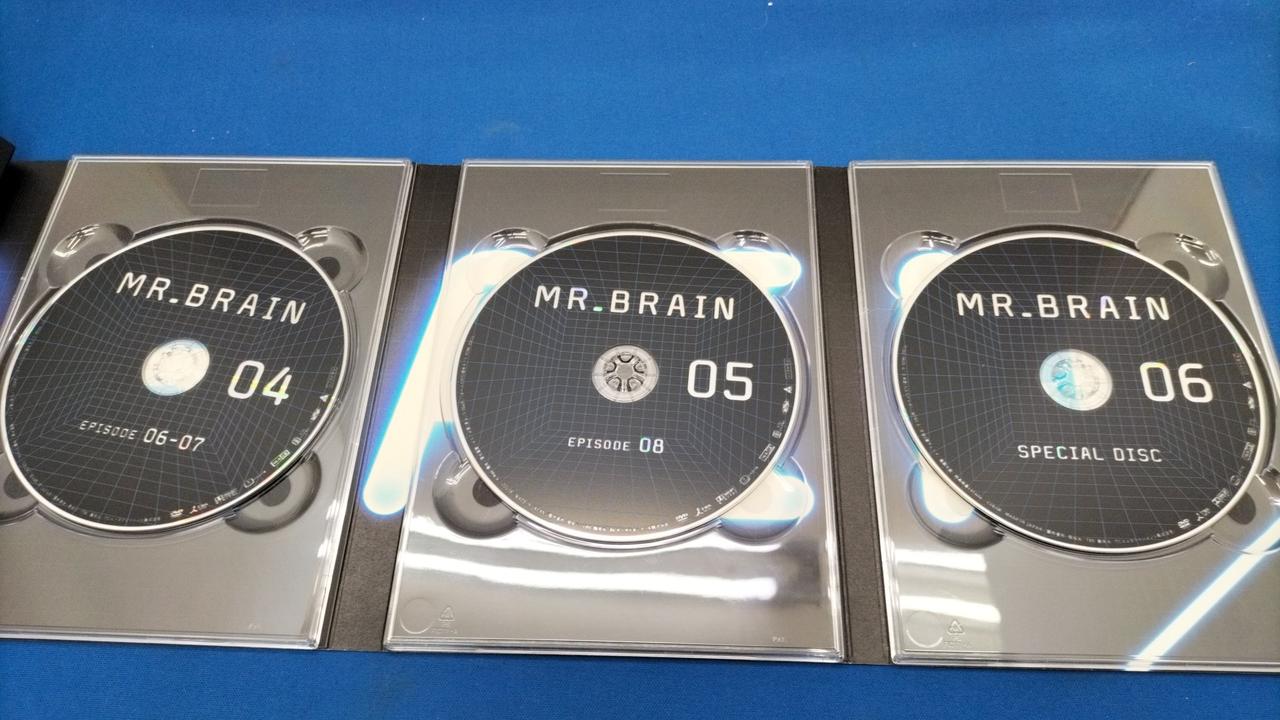 MR.BRAIN
04
EPISODE 06-07
MR.BRAIN
05
EPISODE 08
MR.BRAIN
06
SPECIAL DISC